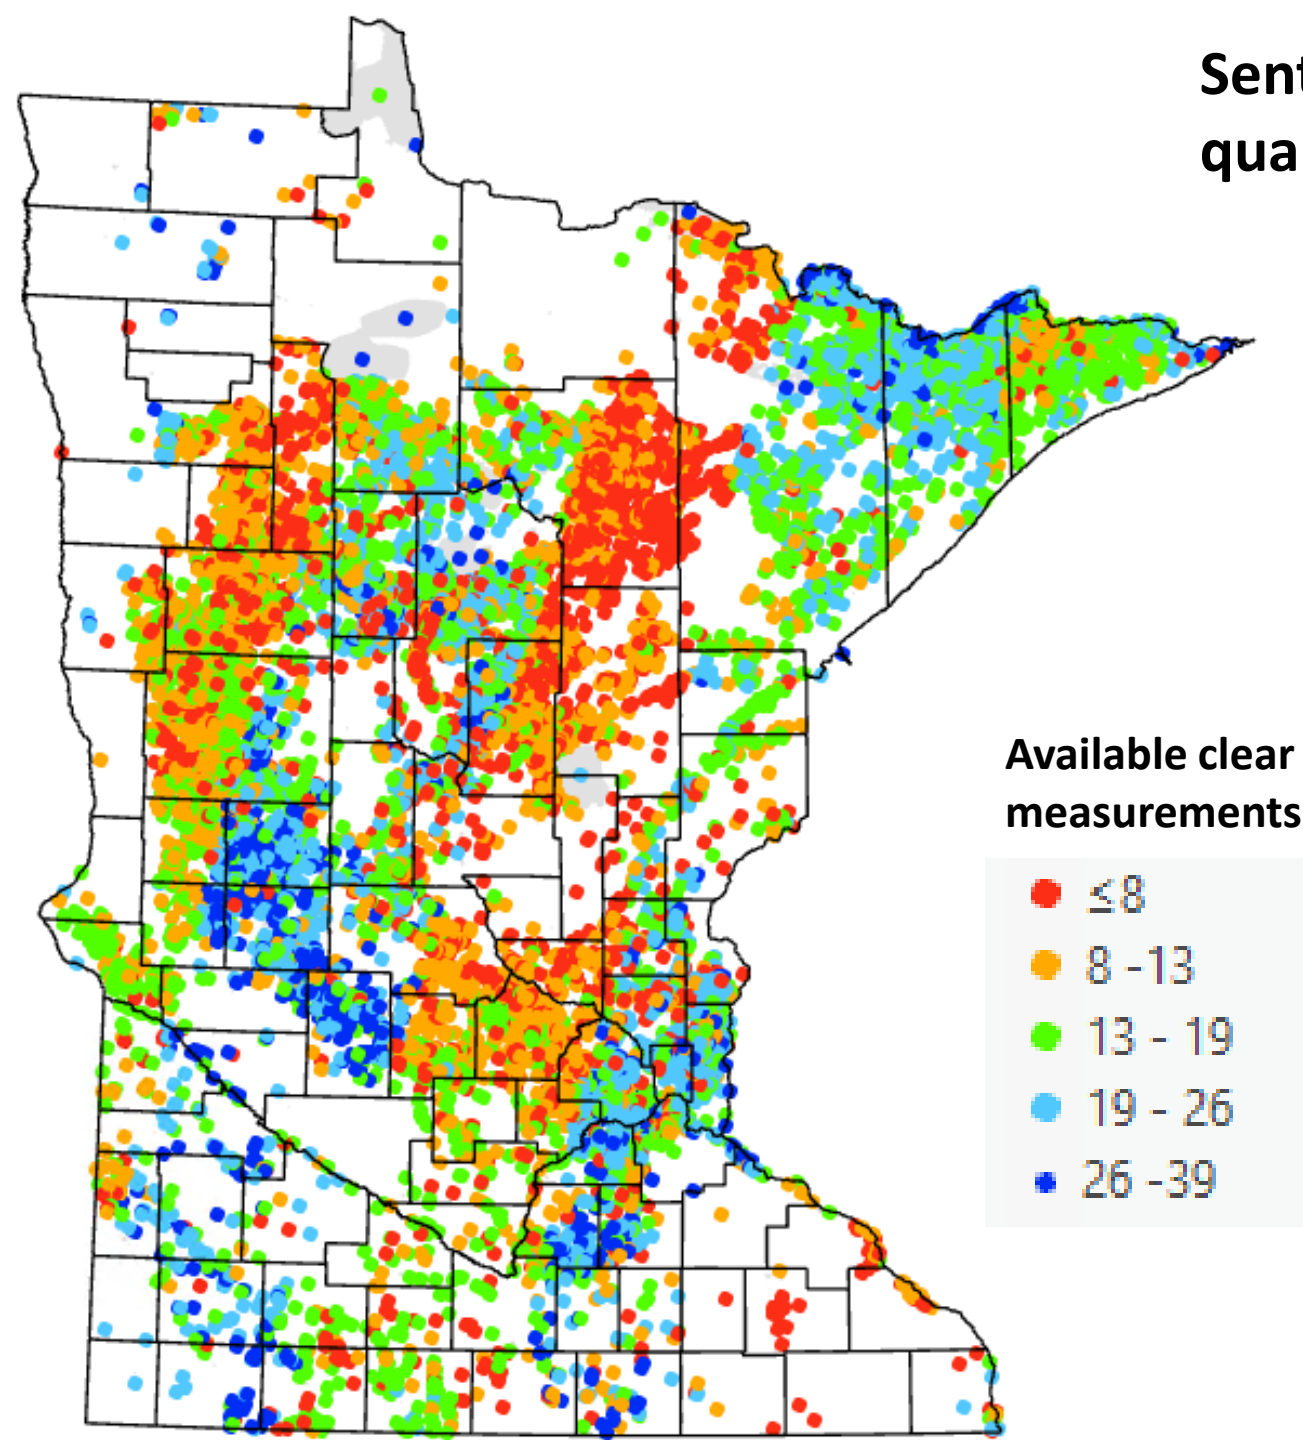 Sent
qua
Available clear
measurements
≤8
8 -13
13 - 19
19 - 26
26 -39